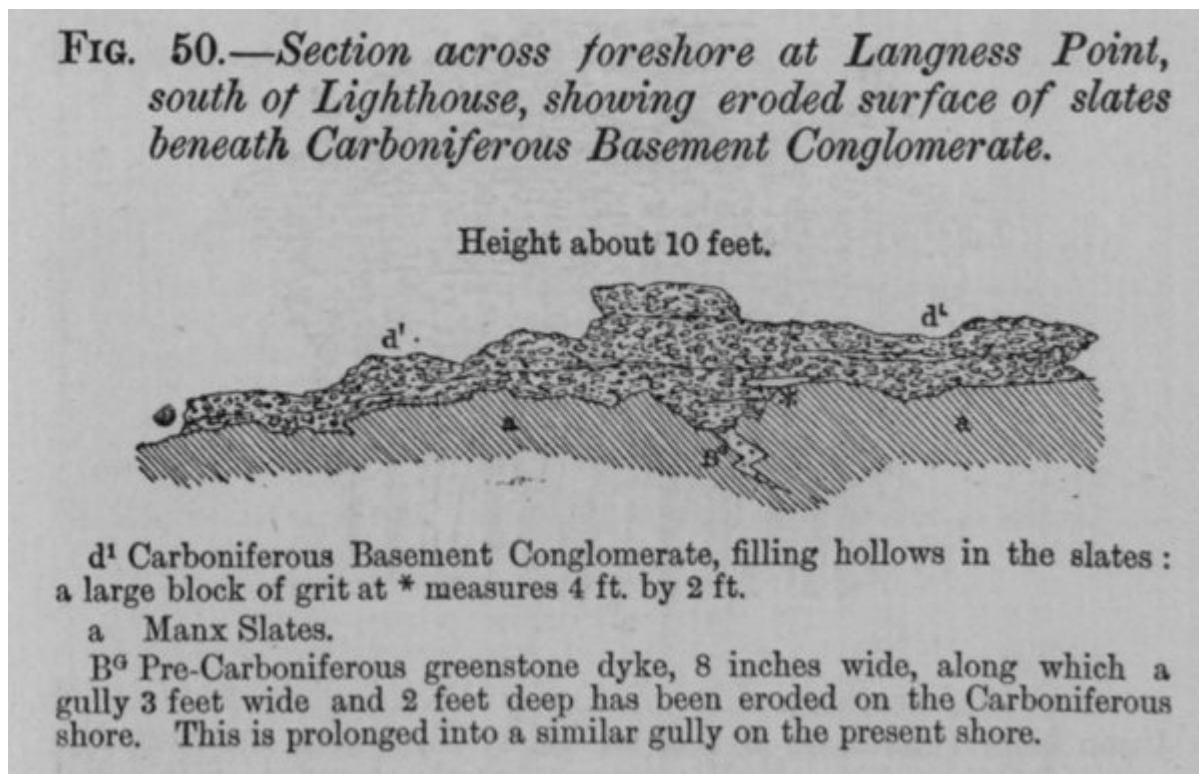 FIG. 50.—Section across foreshore at Langness Point,
south of Lighthouse, showing eroded surface of slates
beneath Carboniferous Basement Conglomerate.
Height about 10 feet.
d¹
d¹
*
a
a
B
d¹ Carboniferous Basement Conglomerate, filling hollows in the slates :
a large block of grit at * measures 4 ft. by 2 ft.
a Manx Slates.
Bᴳ Pre-Carboniferous greenstone dyke, 8 inches wide, along which a
gully 3 feet wide and 2 feet deep has been eroded on the Carboniferous
shore. This is prolonged into a similar gully on the present shore.